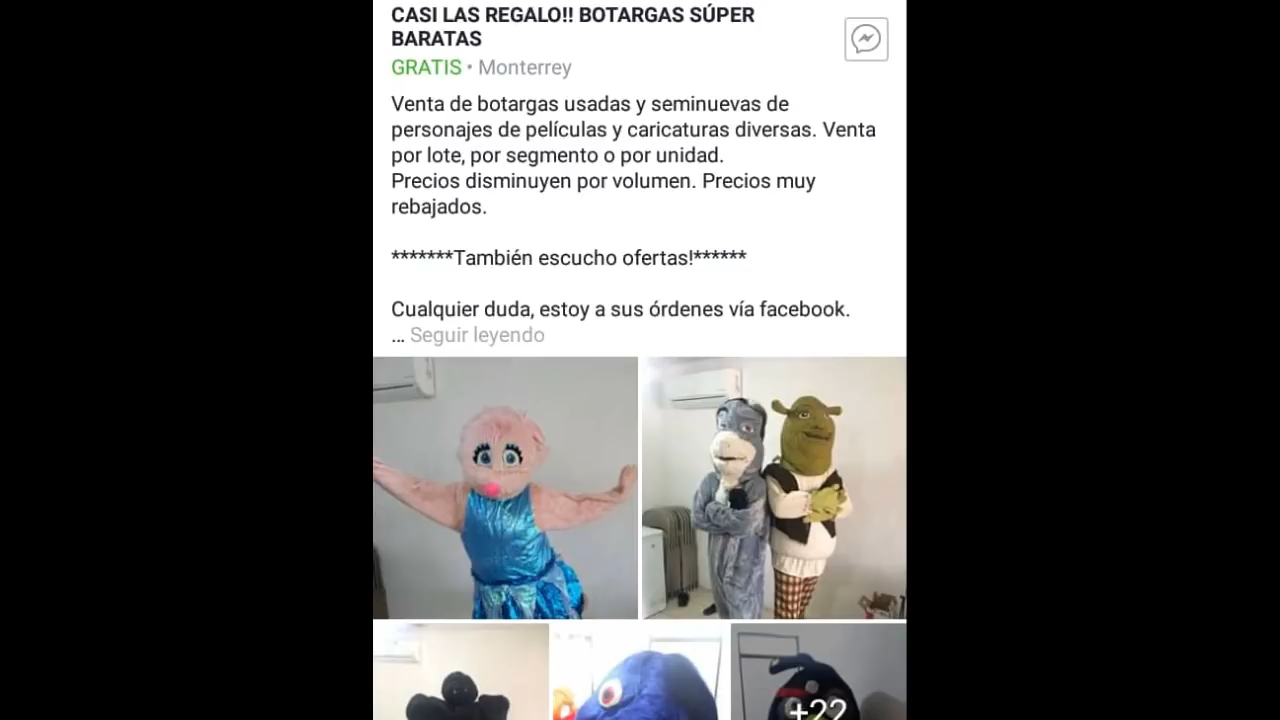 CASI LAS REGALO!! BOTARGAS SÚPER
BARATAS
GRATIS • Monterrey
Venta de botargas usadas y seminuevas de
personajes de películas y caricaturas diversas. Venta
por lote, por segmento o por unidad.
Precios disminuyen por volumen. Precios muy
rebajados.
*******También escucho ofertas!******
Cualquier duda, estoy a sus órdenes vía facebook.
... Seguir leyendo
+22